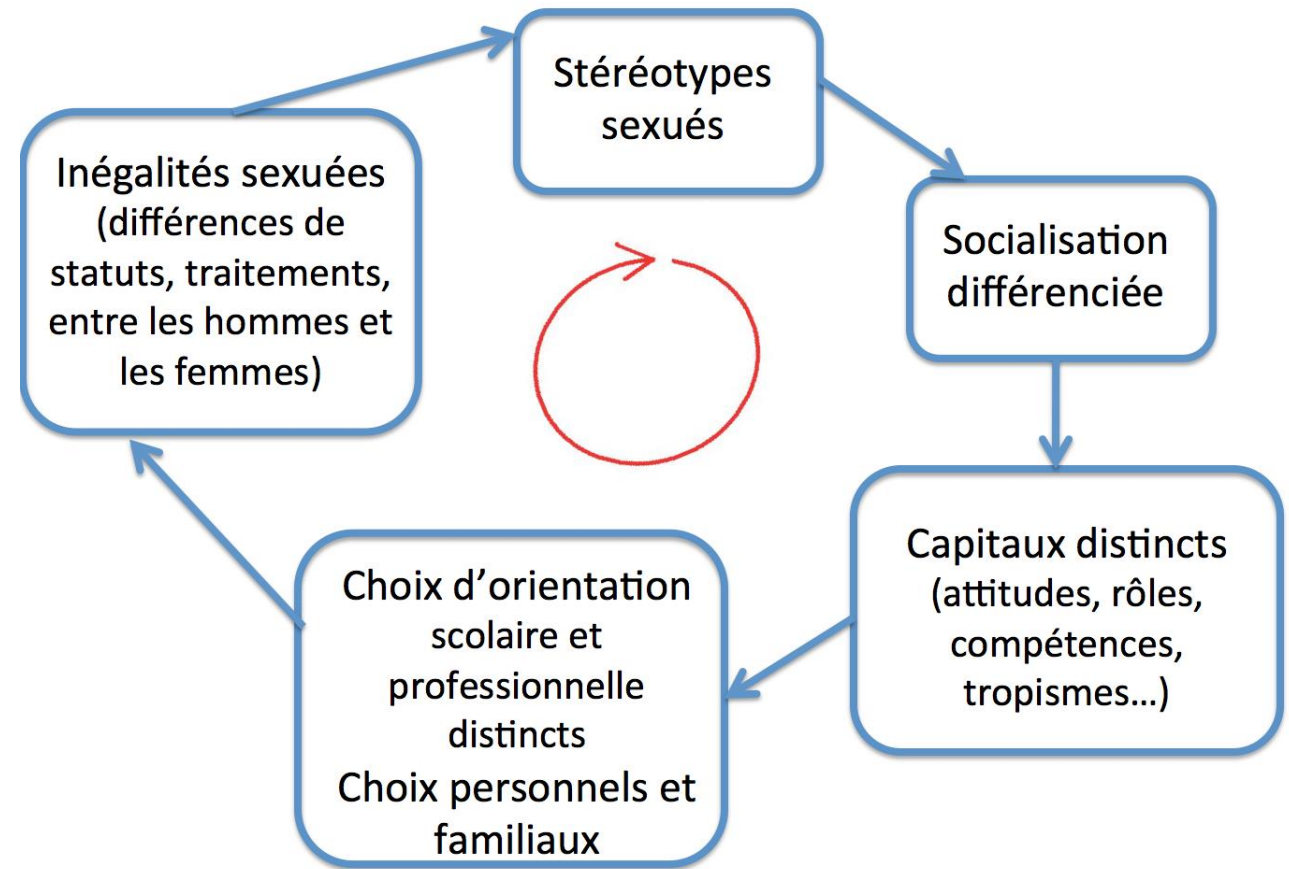 Stéréotypes
sexués
Socialisation
différenciée
Capitaux distincts
(attitudes, rôles,
compétences,
tropismes…)
Choix d’orientation
scolaire et
professionnelle
distincts
Choix personnels et
familiaux
Inégalités sexuées
(différences de
statuts, traitements,
entre les hommes et
les femmes)